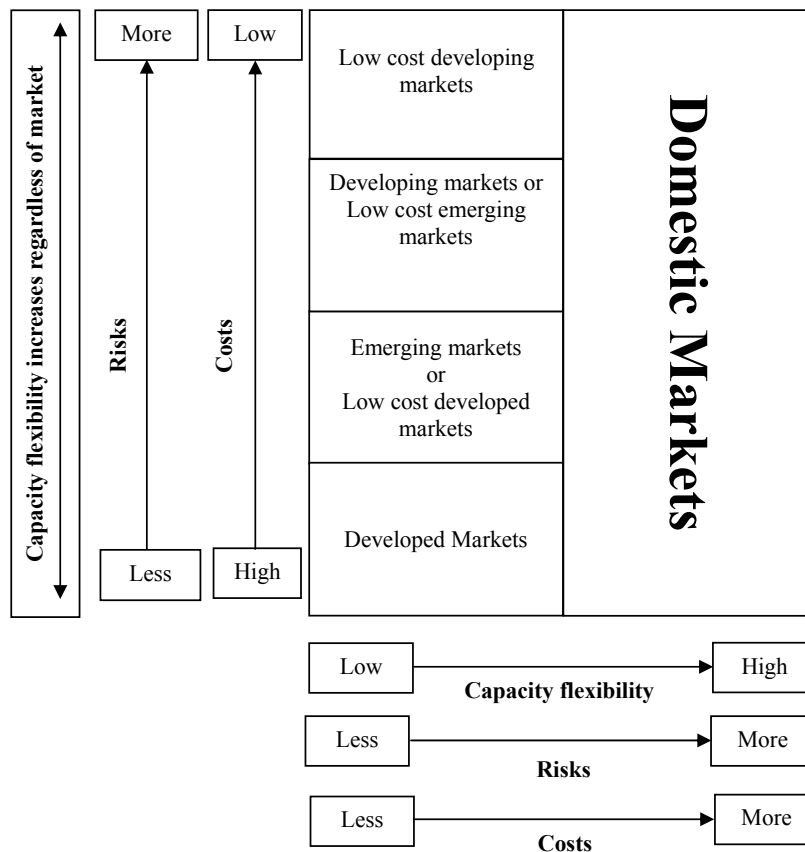 Capacity flexibility increases regardless of market
More
Less
Risks
Low
High
Costs
Low cost developing
markets
Developing markets or
Low cost emerging
markets
Emerging markets
or
Low cost developed
markets
Developed Markets
Domestic Markets
Low
High
Capacity flexibility
Less
More
Risks
Less
More
Costs